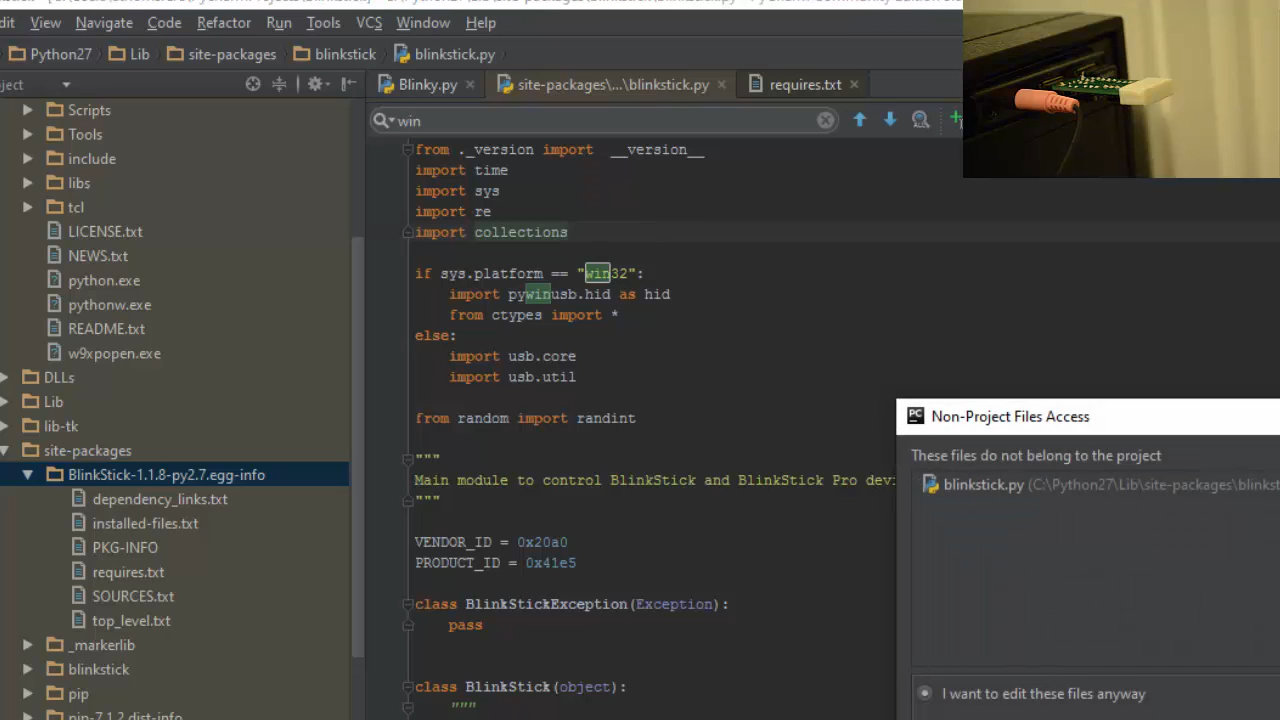 dit View Navigate Code Refactor Run Tools VCS Window Help
Python27 Lib site-packages blinkstick blinkstick.py
ject
Scripts
Tools
include
libs
tcl
LICENSE.txt
NEWS.txt
python.exe
pythonw.exe
README.txt
w9xpopen.exe
DLLs
Lib
lib-tk
site-packages
BlinkStick-1.1.8-py2.7.egg-info
dependency_links.txt
installed-files.txt
PKG-INFO
requires.txt
SOURCES.txt
top_level.txt
_markerlib
blinkstick
pip
pip-7.1.2.dist-info
Blinky.py site-packages\...\blinkstick.py requires.txt
win
from ._version import __version__
import time
import sys
import re
import collections
if sys.platform == "win32":
import pywinusb.hid as hid
from ctypes import *
else:
import usb.core
import usb.util
from random import randint
"""
Main module to control BlinkStick and BlinkStick Pro devi
"""
VENDOR_ID = 0x20a0
PRODUCT_ID = 0x41e5
class BlinkStickException(Exception):
pass
class BlinkStick(object):
"""
PC Non-Project Files Access
These files do not belong to the project
blinkstick.py (C:\Python27\Lib\site-packages\blinkst
I want to edit these files anyway